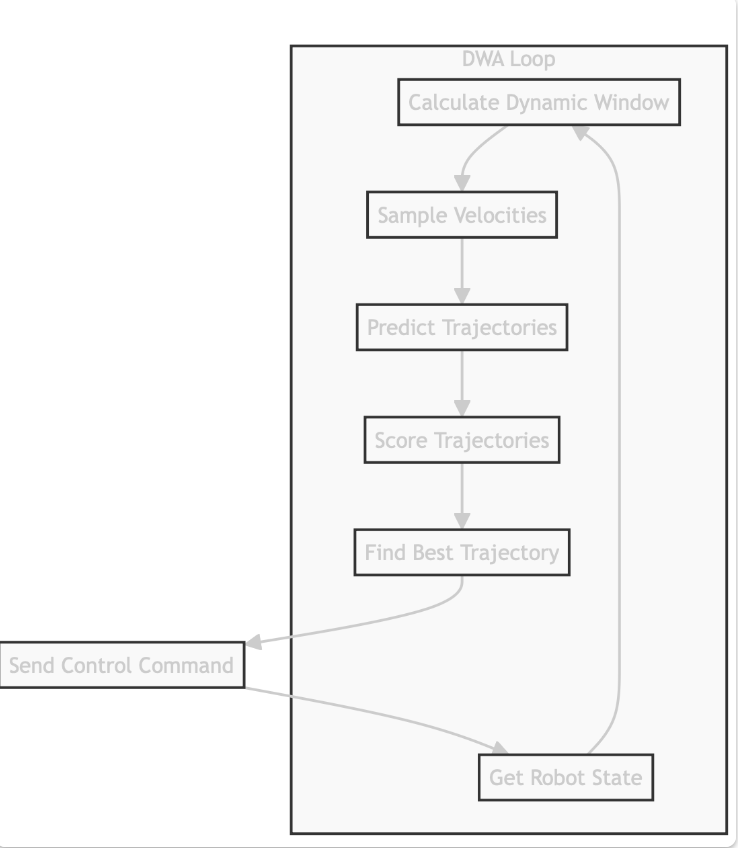 DWA Loop
Calculate Dynamic Window
Sample Velocities
Predict Trajectories
Score Trajectories
Find Best Trajectory
Send Control Command
Get Robot State